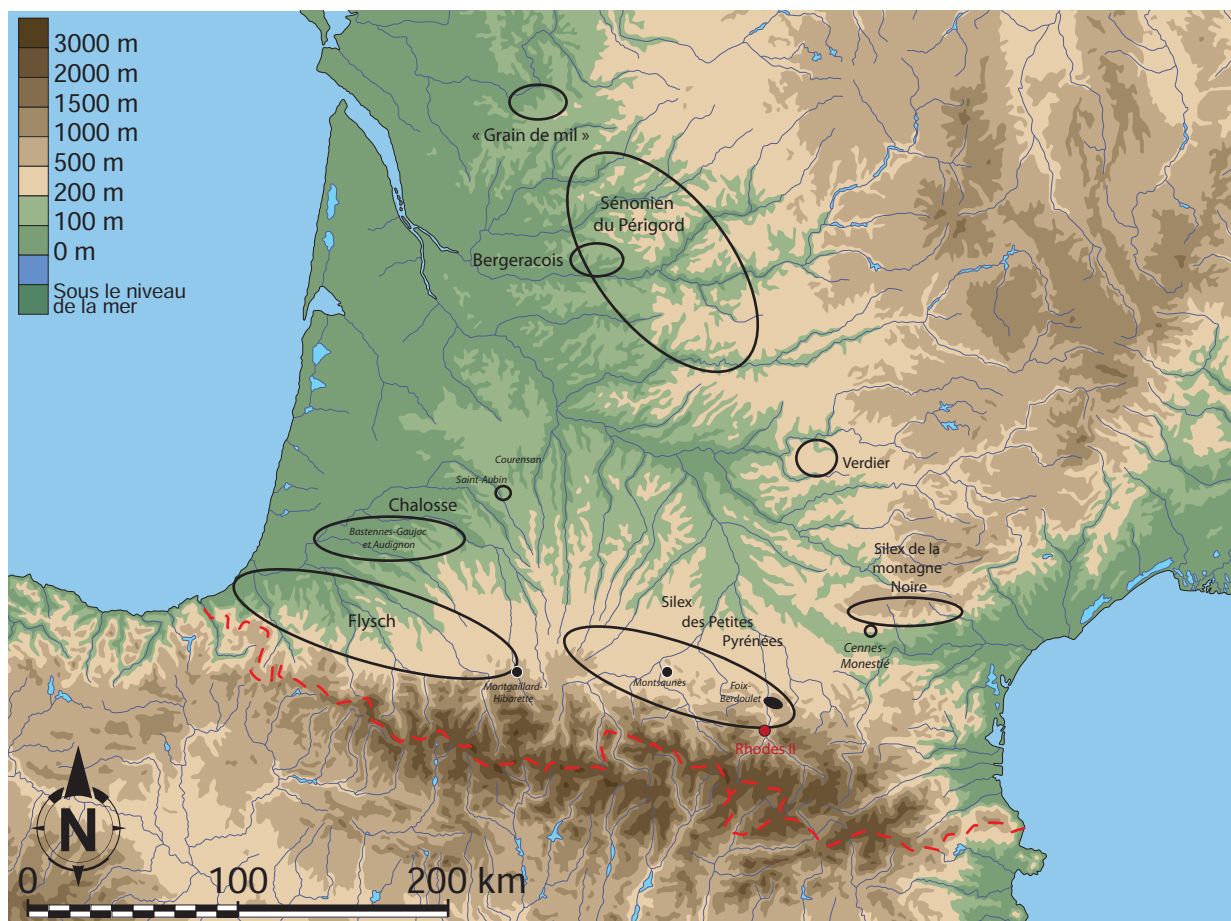 3000 m
2000 m
1500 m
1000 m
500 m
200 m
100 m
0 m
Sous le niveau
de la mer
« Grain de mil »
Sénonien
du Périgord
Bergeracois
Verdier
Courensan
Saint-Aubin
Chalosse
Bastennes-Gaujac
et Audignon
Silex de la
montagne
Noire
Flysch
Silex
des Petites
Pyrénées
Cennes-
Monestié
Montgaillard-
Hibarette
Montsaunès
Foix-
Berdoulet
Rhodes II
N
0 100 200 km